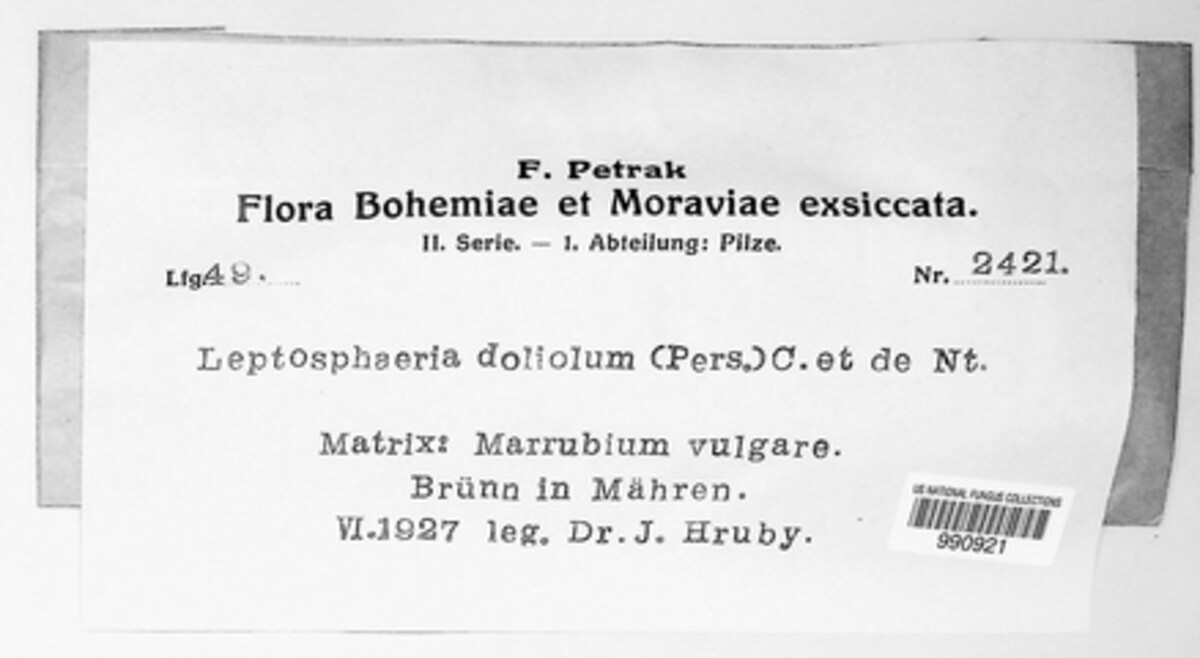 F. Petrak
Flora Bohemiae et Moraviae exsiccata.
II. Serie. — I. Abteilung: Pilze.
Lfg. 49.
Nr. 2421.
Leptosphaeria doliolum (Pers.) C. et de Nt.
Matrix: Marrubium vulgare.
Brünn in Mähren.
VI.1927 leg. Dr. J. Hruby.
US NATIONAL FUNGUS COLLECTIONS
990921